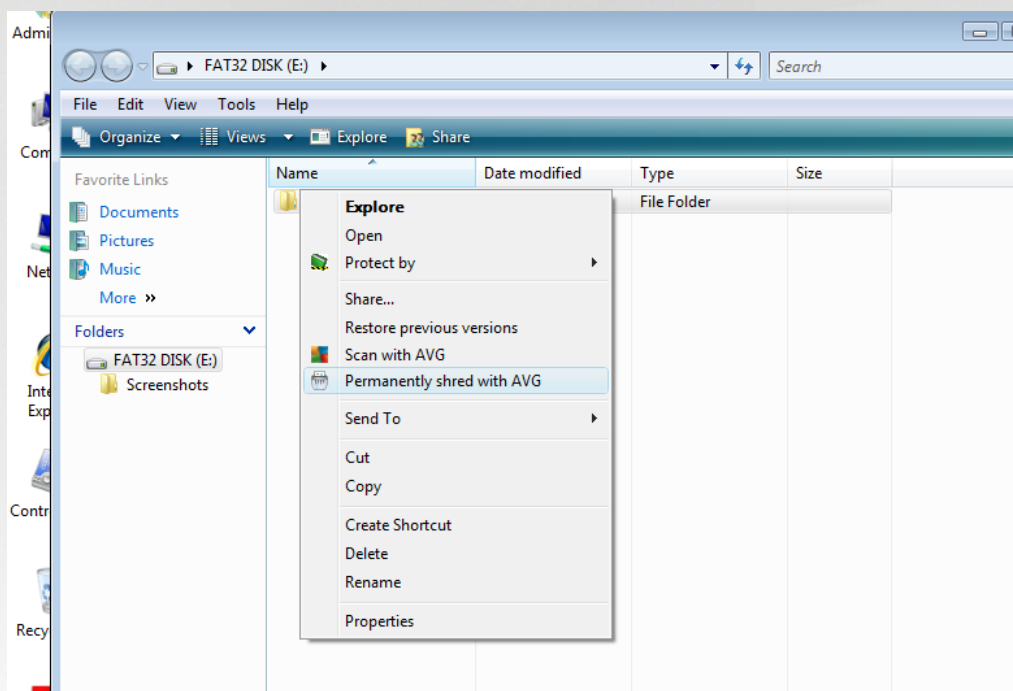 Admi
FAT32 DISK (E:)
Search
File Edit View Tools Help
Organize Views Explore Share
Com
Favorite Links
Name Date modified Type Size
Documents
File Folder
Pictures
Net
Music
More »
Folders
FAT32 DISK (E:)
Screenshots
Inte
Exp
Contr
Recy
Explore
Open
Protect by
Share...
Restore previous versions
Scan with AVG
Permanently shred with AVG
Send To
Cut
Copy
Create Shortcut
Delete
Rename
Properties